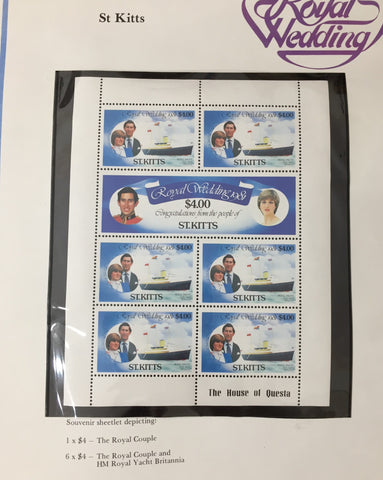 St Kitts
Royal
Wedding
Royal Wedding 1981 $4.00
ST.KITTS
Royal Wedding 1981 $4.00
ST.KITTS
Royal Wedding 1981
$4.00
Congratulations from the people of
ST.KITTS
Royal Wedding 1981 $4.00
ST.KITTS
Royal Wedding 1981 $4.00
ST.KITTS
Royal Wedding 1981 $4.00
ST.KITTS
Royal Wedding 1981 $4.00
ST.KITTS
The House of Questa
Souvenir sheetlet depicting:
1 x $4 – The Royal Couple
6 x $4 – The Royal Couple and
HM Royal Yacht Britannia